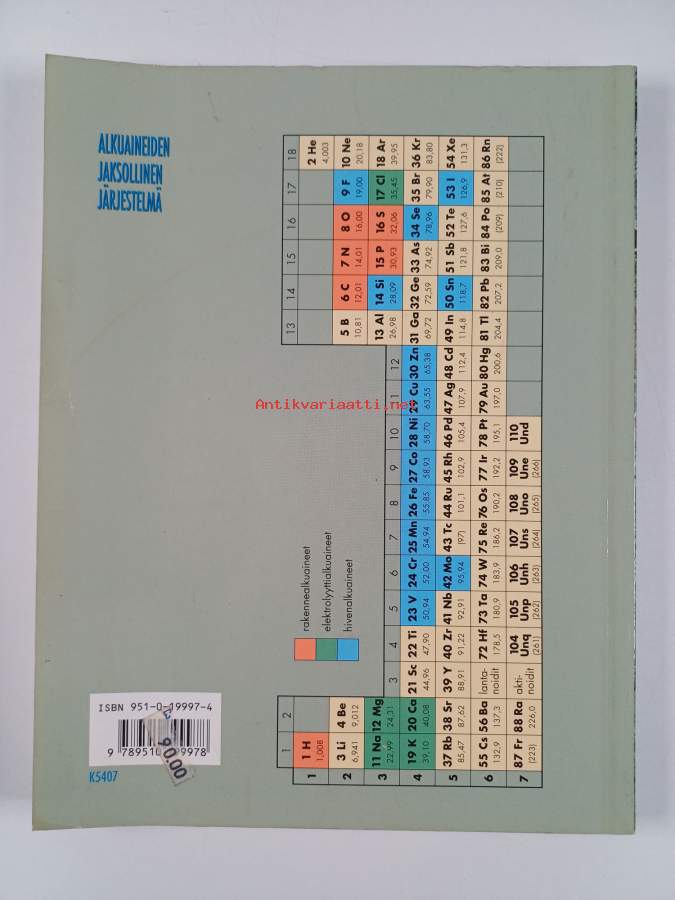 ALKUAINEIDEN
JAKSOLLINEN
JÄRJESTELMÄ
rakennealkuaineet
elektrolyyttialkuaineet
hivenalkuaineet
1 2 3 4 5 6 7 8 9 10 11 12 13 14 15 16 17 18
1 1 H 2 He
1,008 4,003
2 3 Li 4 Be 5 B 6 C 7 N 8 O 9 F 10 Ne
6,941 9,012 10,81 12,01 14,01 16,00 19,00 20,18
3 11 Na 12 Mg 13 Al 14 Si 15 P 16 S 17 Cl 18 Ar
22,99 24,31 26,98 28,09 30,93 32,06 35,45 39,95
4 19 K 20 Ca 21 Sc 22 Ti 23 V 24 Cr 25 Mn 26 Fe 27 Co 28 Ni 29 Cu 30 Zn 31 Ga 32 Ge 33 As 34 Se 35 Br 36 Kr
39,10 40,08 44,96 47,90 50,94 52,00 54,94 55,85 58,93 58,70 63,55 65,38 69,72 72,59 74,92 78,96 79,90 83,80
5 37 Rb 38 Sr 39 Y 40 Zr 41 Nb 42 Mo 43 Tc 44 Ru 45 Rh 46 Pd 47 Ag 48 Cd 49 In 50 Sn 51 Sb 52 Te 53 I 54 Xe
85,47 87,62 88,91 91,22 92,91 95,94 (97) 101,1 102,9 105,4 107,9 112,4 114,8 118,7 121,8 127,6 126,9 131,3
6 55 Cs 56 Ba lanta- 72 Hf 73 Ta 74 W 75 Re 76 Os 77 Ir 78 Pt 79 Au 80 Hg 81 Tl 82 Pb 83 Bi 84 Po 85 At 86 Rn
132,9 137,3 noidit 178,5 180,9 183,9 186,2 190,2 192,2 195,1 197,0 200,6 204,4 207,2 209,0 (209) (210) (222)
7 87 Fr 88 Ra akti- 104 105 106 107 108 109 110
(223) 226,0 noidit Unq Unp Unh Uns Uno Une Und
(261) (262) (263) (264) (265) (266)
Antikvariaatti.net
ISBN 951-0-19997-4
9 789510 9978
90.00
K5407